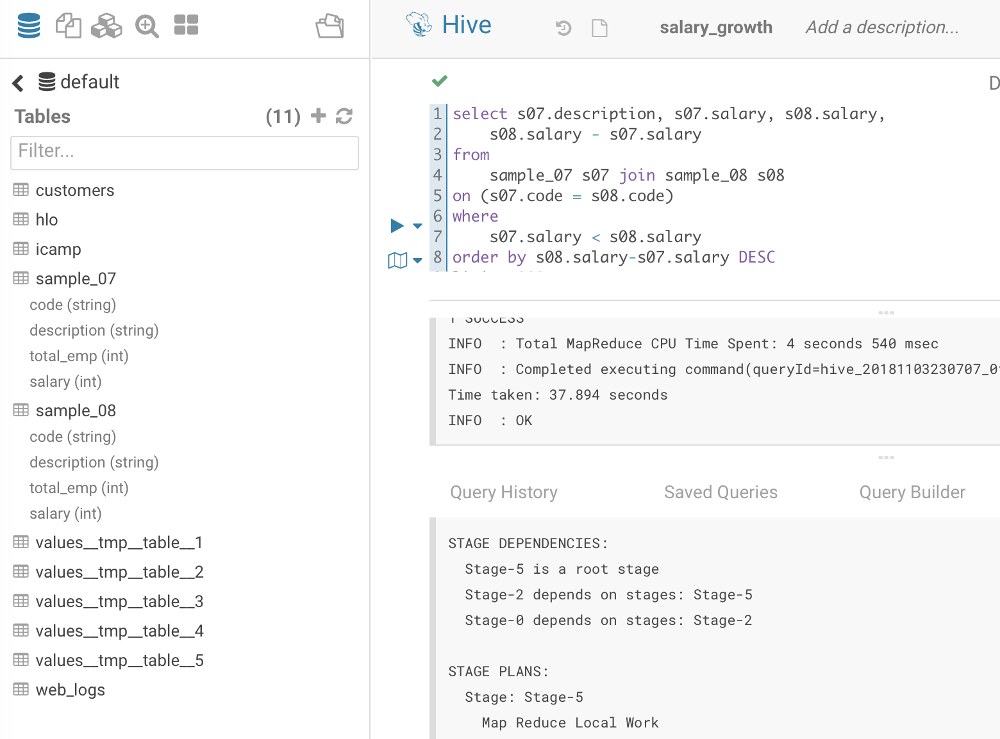 default
Tables (11)
Filter...
customers
hlo
icamp
sample_07
code (string)
description (string)
total_emp (int)
salary (int)
sample_08
code (string)
description (string)
total_emp (int)
salary (int)
values__tmp__table__1
values__tmp__table__2
values__tmp__table__3
values__tmp__table__4
values__tmp__table__5
web_logs
Hive salary_growth Add a description...
D
1 select s07.description, s07.salary, s08.salary,
2 s08.salary - s07.salary
3 from
4 sample_07 s07 join sample_08 s08
5 on (s07.code = s08.code)
6 where
7 s07.salary < s08.salary
8 order by s08.salary-s07.salary DESC
SUCCESS
INFO : Total MapReduce CPU Time Spent: 4 seconds 540 msec
INFO : Completed executing command(queryId=hive_20181103230707_0
Time taken: 37.894 seconds
INFO : OK
Query History Saved Queries Query Builder
STAGE DEPENDENCIES:
Stage-5 is a root stage
Stage-2 depends on stages: Stage-5
Stage-0 depends on stages: Stage-2
STAGE PLANS:
Stage: Stage-5
Map Reduce Local Work